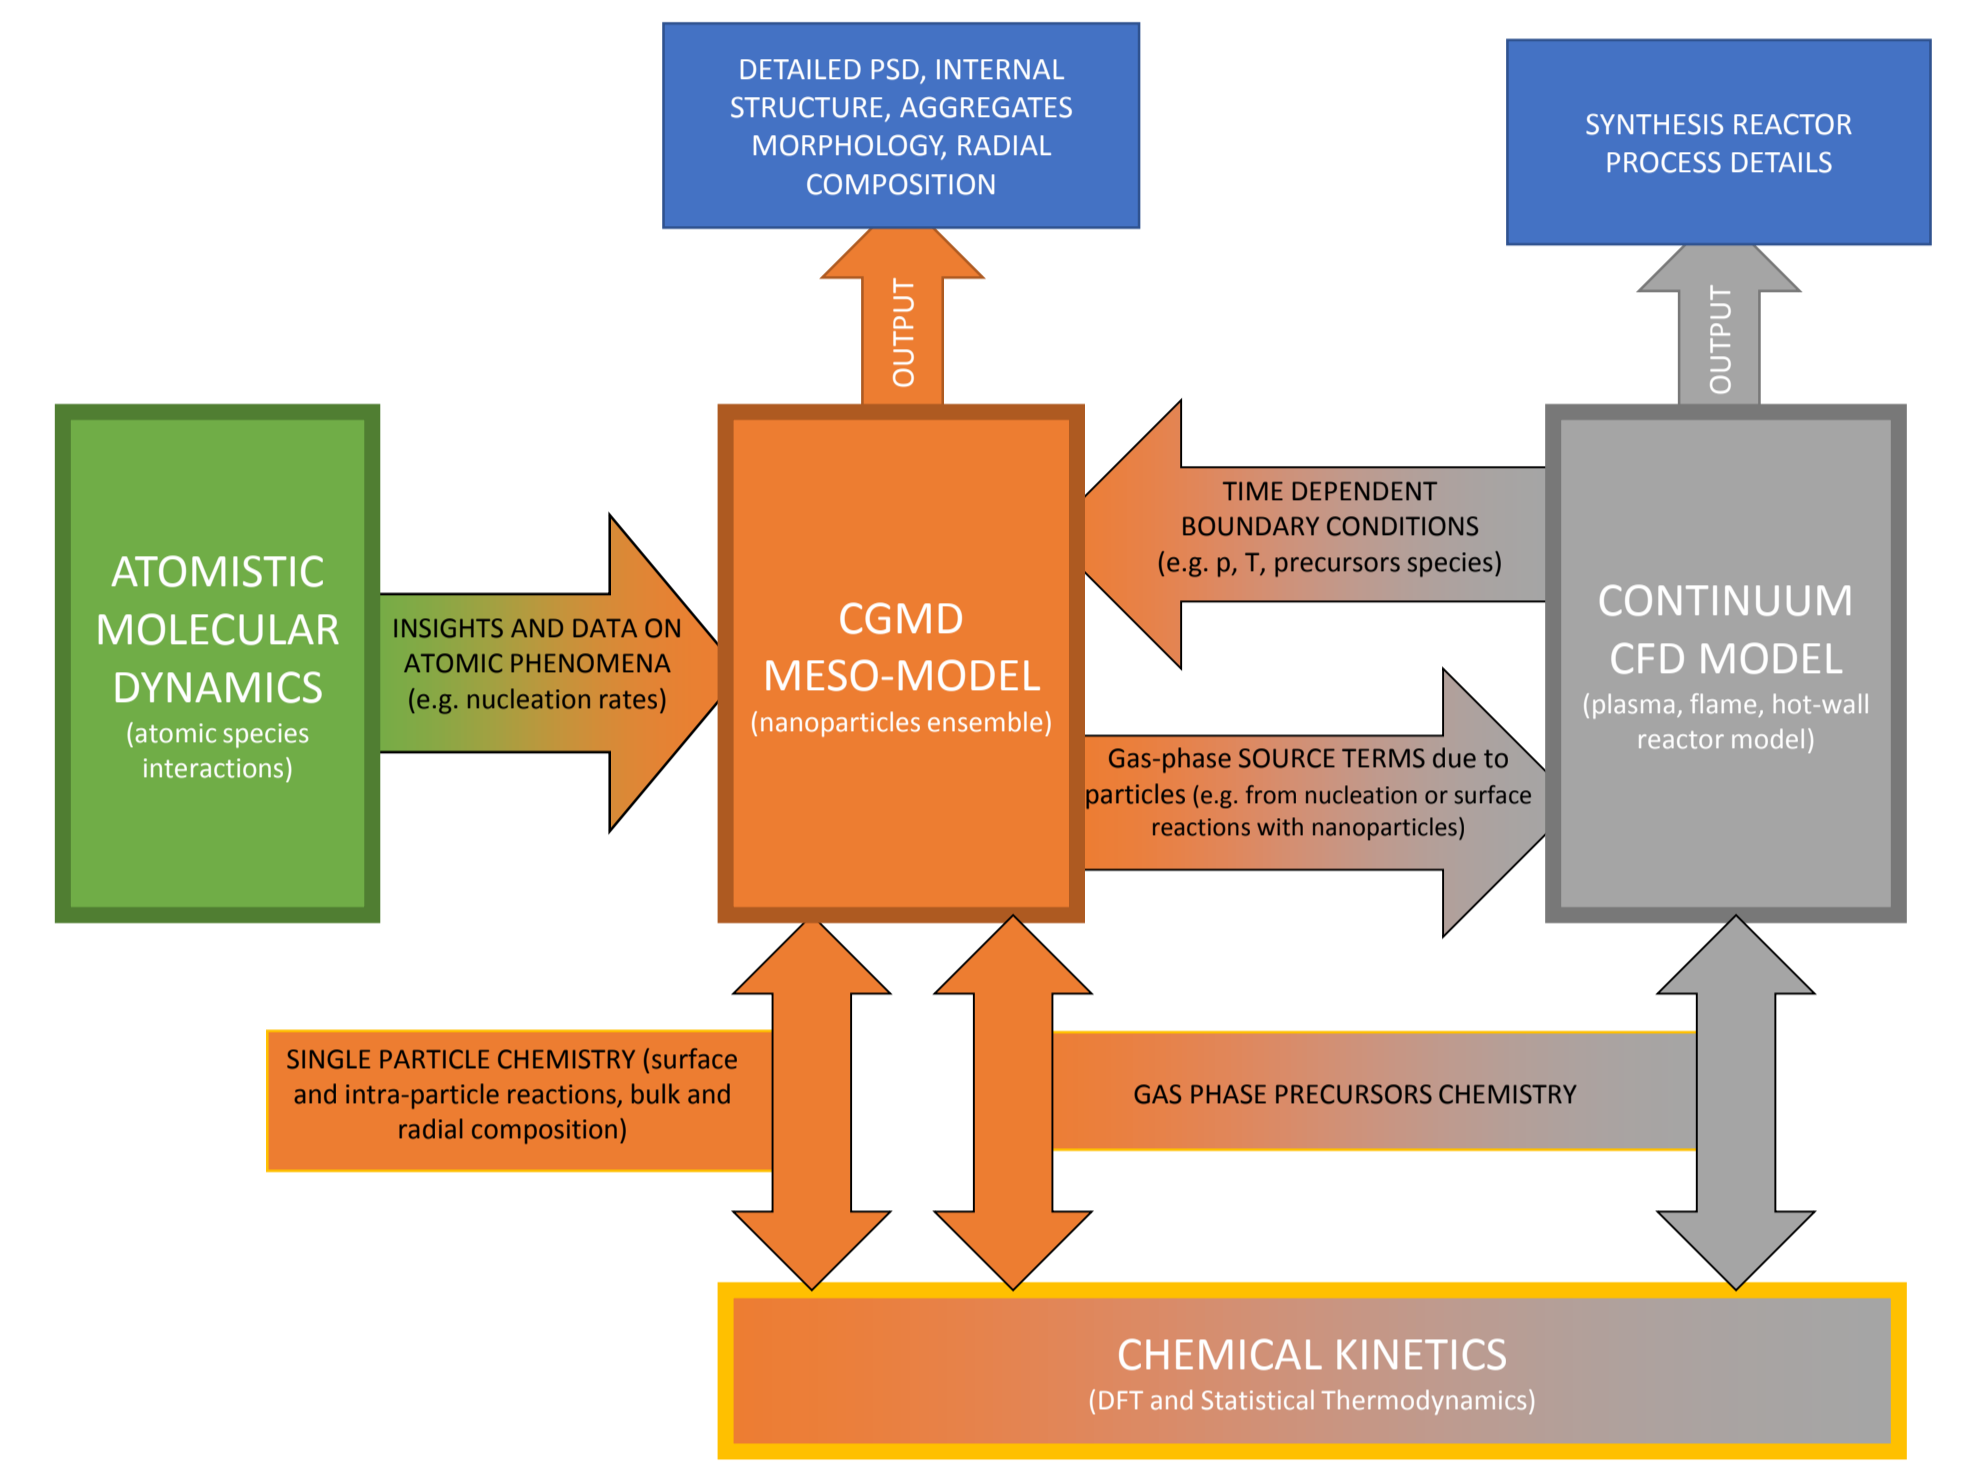 DETAILED PSD, INTERNAL
STRUCTURE, AGGREGATES
MORPHOLOGY, RADIAL
COMPOSITION
SYNTHESIS REACTOR
PROCESS DETAILS
OUTPUT
OUTPUT
ATOMISTIC
MOLECULAR
DYNAMICS
(atomic species
interactions)
INSIGHTS AND DATA ON
ATOMIC PHENOMENA
(e.g. nucleation rates)
CGMD
MESO-MODEL
(nanoparticles ensemble)
TIME DEPENDENT
BOUNDARY CONDITIONS
(e.g. p, T, precursors species)
Gas-phase SOURCE TERMS due to
particles (e.g. from nucleation or surface
reactions with nanoparticles)
CONTINUUM
CFD MODEL
(plasma, flame, hot-wall
reactor model)
SINGLE PARTICLE CHEMISTRY (surface
and intra-particle reactions, bulk and
radial composition)
GAS PHASE PRECURSORS CHEMISTRY
CHEMICAL KINETICS
(DFT and Statistical Thermodynamics)